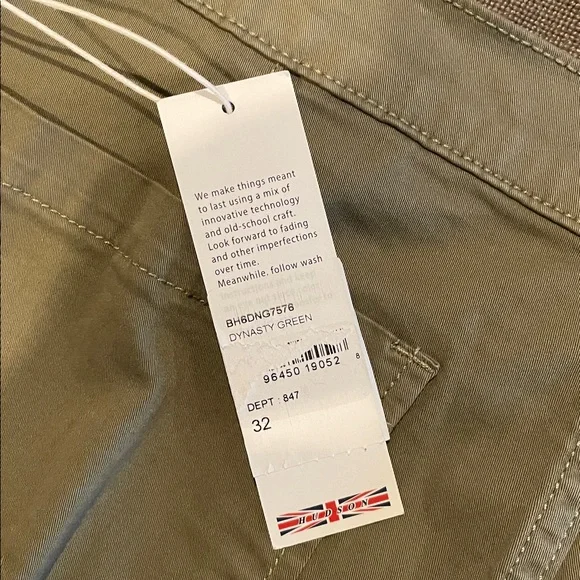 We make things meant
to last using a mix of
innovative technology
and old-school craft.
Look forward to fading
and other imperfections
over time.
Meanwhile, follow wash
BH6DNG7576
DYNASTY GREEN
96450 19052 8
DEPT : 847
32
HUDSON